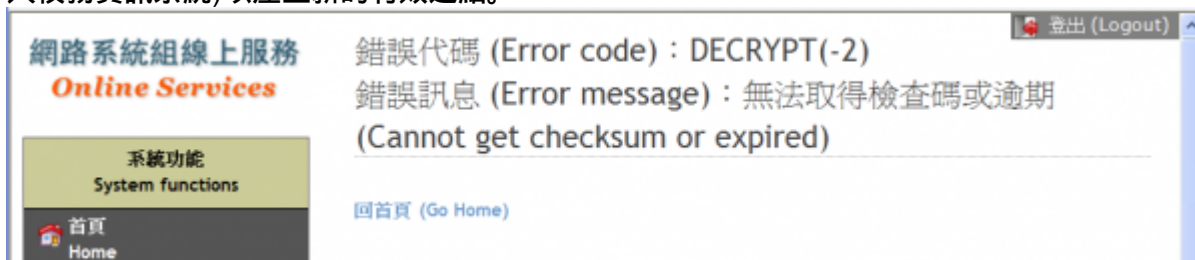 登出 (Logout)
網路系統組線上服務
Online Services
錯誤代碼 (Error code)：DECRYPT(-2)
錯誤訊息 (Error message)：無法取得檢查碼或逾期
(Cannot get checksum or expired)
系統功能
System functions
首頁
Home
回首頁 (Go Home)